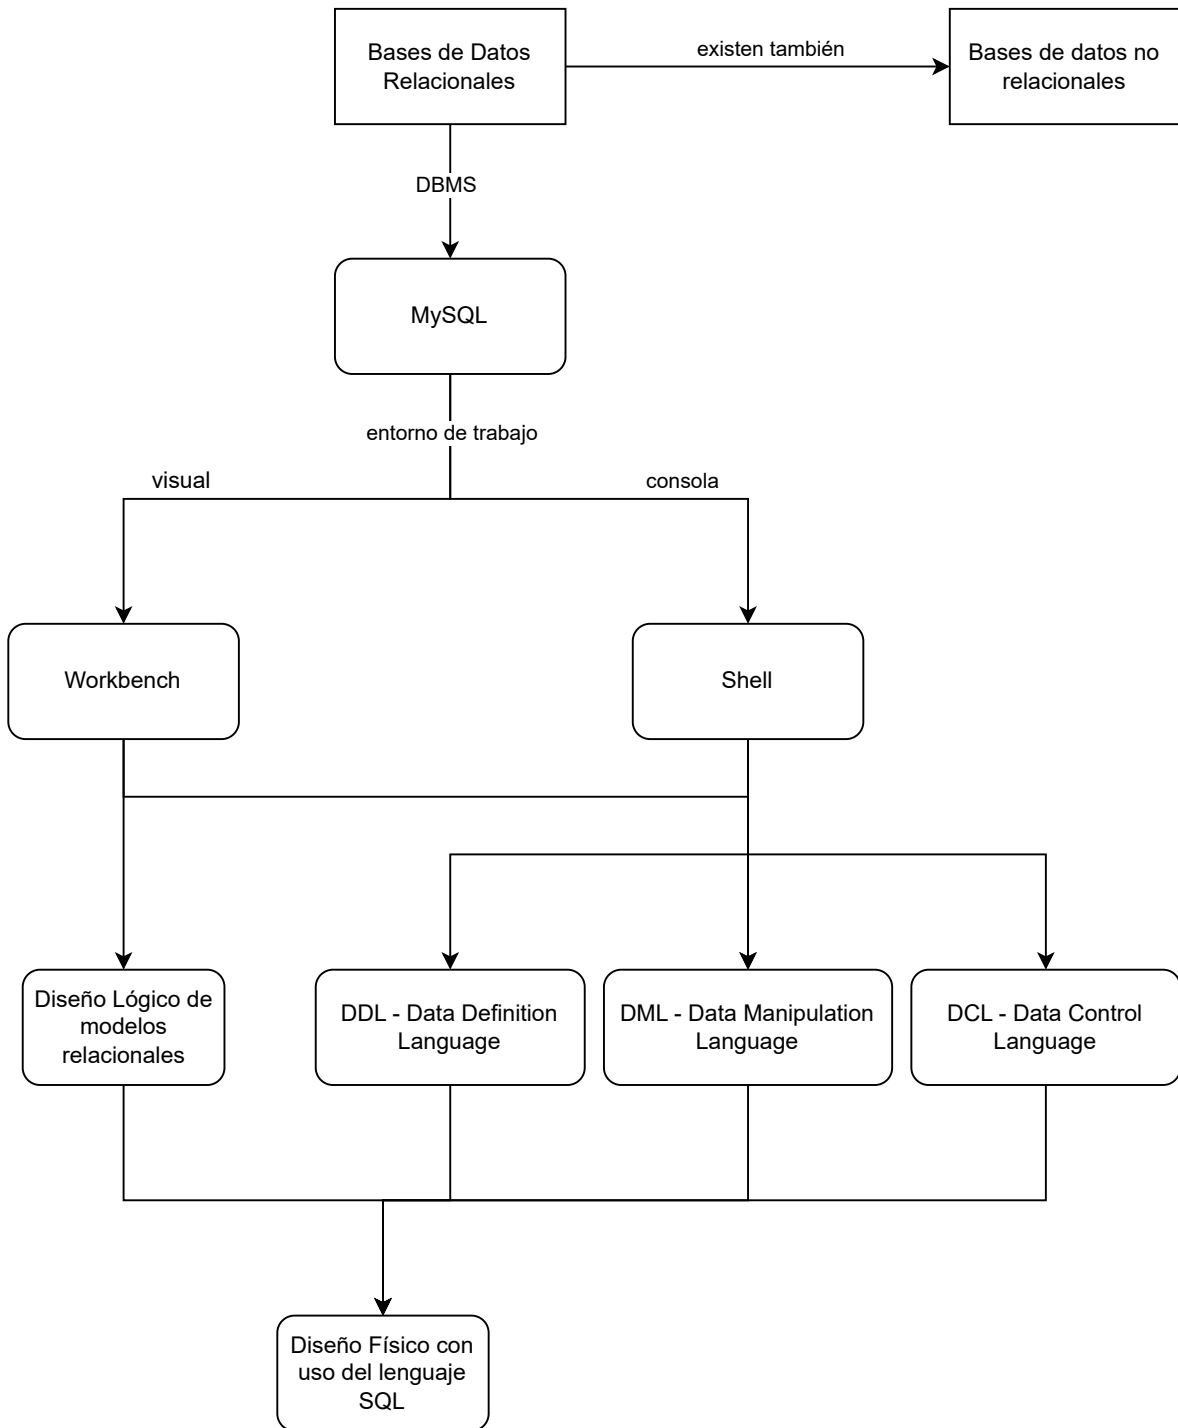 Bases de Datos
Relacionales
existen también
Bases de datos no
relacionales
DBMS
MySQL
entorno de trabajo
visual
consola
Workbench
Shell
Diseño Lógico de
modelos
relacionales
DDL - Data Definition
Language
DML - Data Manipulation
Language
DCL - Data Control
Language
Diseño Físico con
uso del lenguaje
SQL